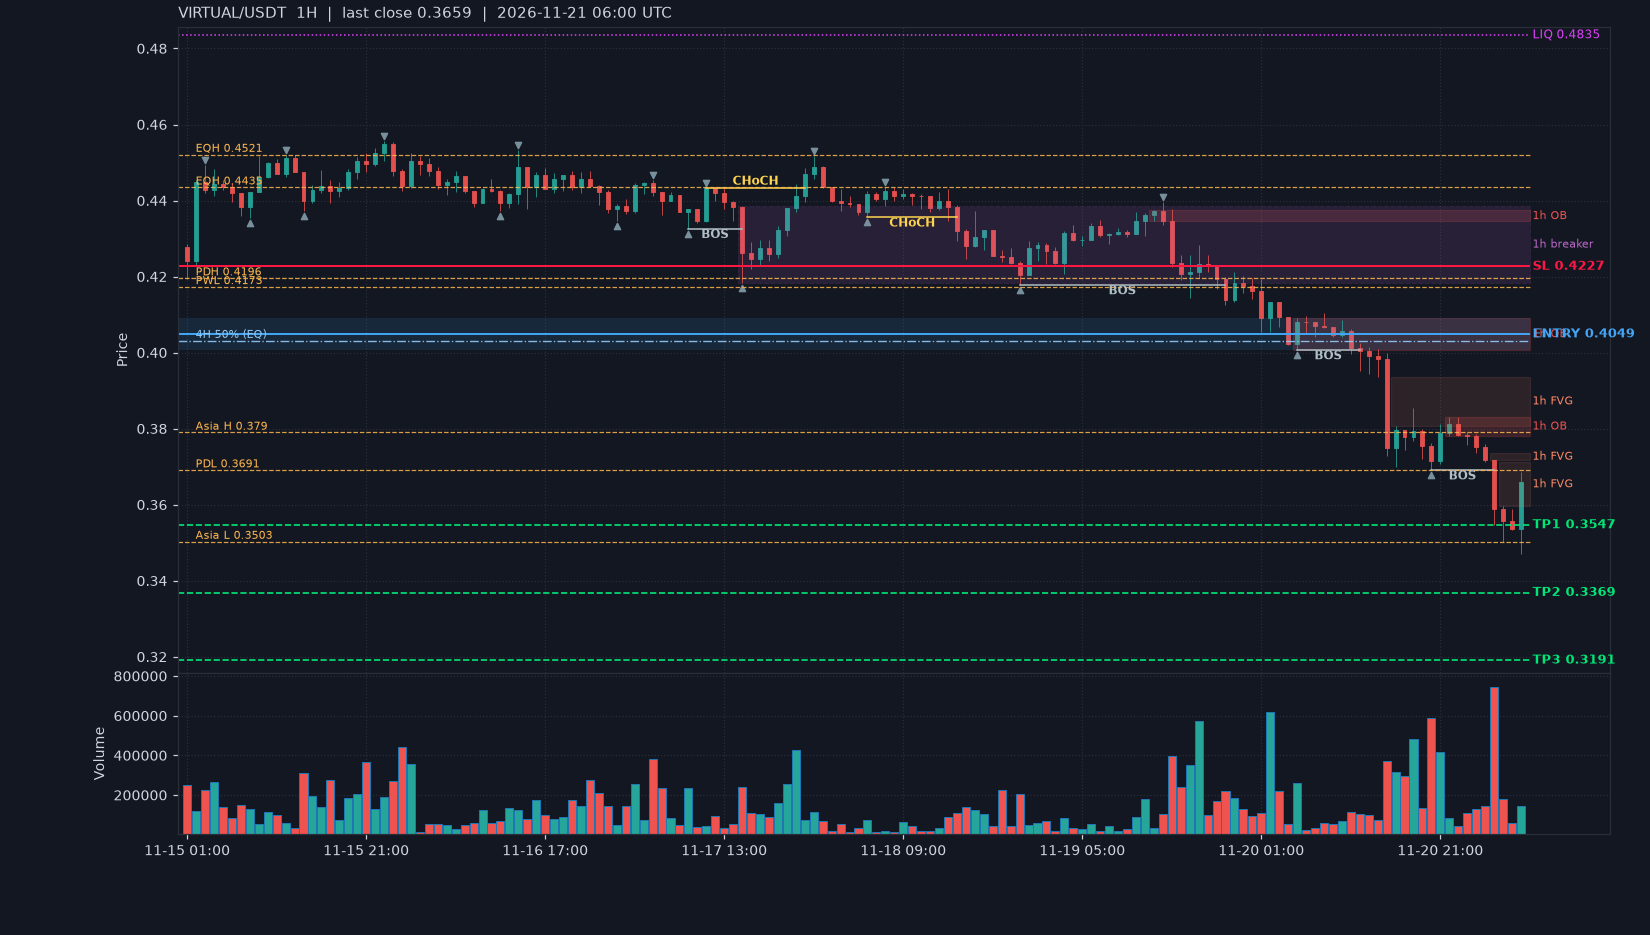 VIRTUAL/USDT 1H | last close 0.3659 | 2026-11-21 06:00 UTC
LIQ 0.4835
0.48
0.46
EQH 0.4521
EQH 0.4435
CHoCH
0.44
1h OB
CHoCH
BOS
1h breaker
SL 0.4227
PDH 0.4196
0.42
PWL 0.4173
BOS
4H 50% (EQ)
ENTRY 0.4049
Price
0.40
BOS
1h FVG
0.38
Asia H 0.379
1h OB
1h FVG
PDL 0.3691
BOS
1h FVG
0.36
TP1 0.3547
Asia L 0.3503
0.34
TP2 0.3369
0.32
TP3 0.3191
800000
600000
Volume
400000
200000
11-15 01:00 11-15 21:00 11-16 17:00 11-17 13:00 11-18 09:00 11-19 05:00 11-20 01:00 11-20 21:00